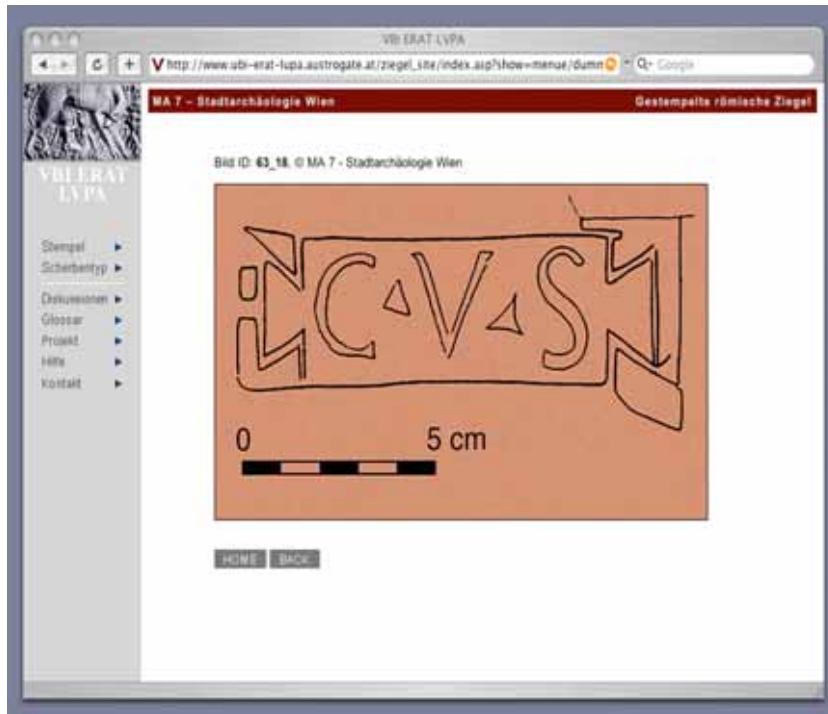 VBI ERAT LVPA
http://www.ubi-erat-lupa.austrogate.at/ziegel_site/index.asp?show=menue/dumm
Google
MA 7 – Stadtarchäologie Wien
Gestempelte römische Ziegel
VBI ERAT
LVPA
Bild ID: 63_18, © MA 7 - Stadtarchäologie Wien
Stempel
Scherbentyp
Diskussionen
Glossar
Projekt
Hilfe
Kontakt
C V S
0 5 cm
HOME BACK